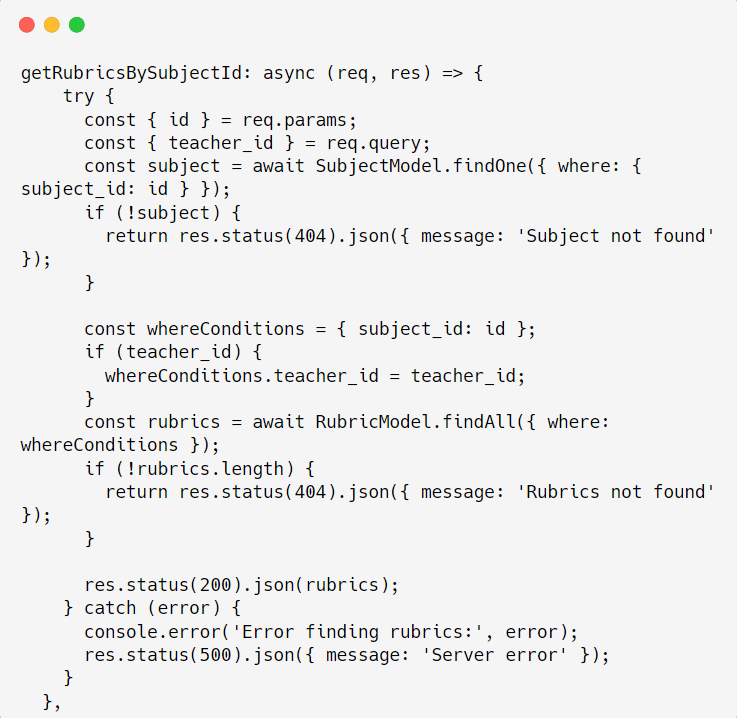 getRubricsBySubjectId: async (req, res) => {
    try {
      const { id } = req.params;
      const { teacher_id } = req.query;
      const subject = await SubjectModel.findOne({ where: {
subject_id: id } });
      if (!subject) {
        return res.status(404).json({ message: 'Subject not found'
});
      }

      const whereConditions = { subject_id: id };
      if (teacher_id) {
        whereConditions.teacher_id = teacher_id;
      }
      const rubrics = await RubricModel.findAll({ where:
whereConditions });
      if (!rubrics.length) {
        return res.status(404).json({ message: 'Rubrics not found'
});
      }

      res.status(200).json(rubrics);
    } catch (error) {
      console.error('Error finding rubrics:', error);
      res.status(500).json({ message: 'Server error' });
    }
  },